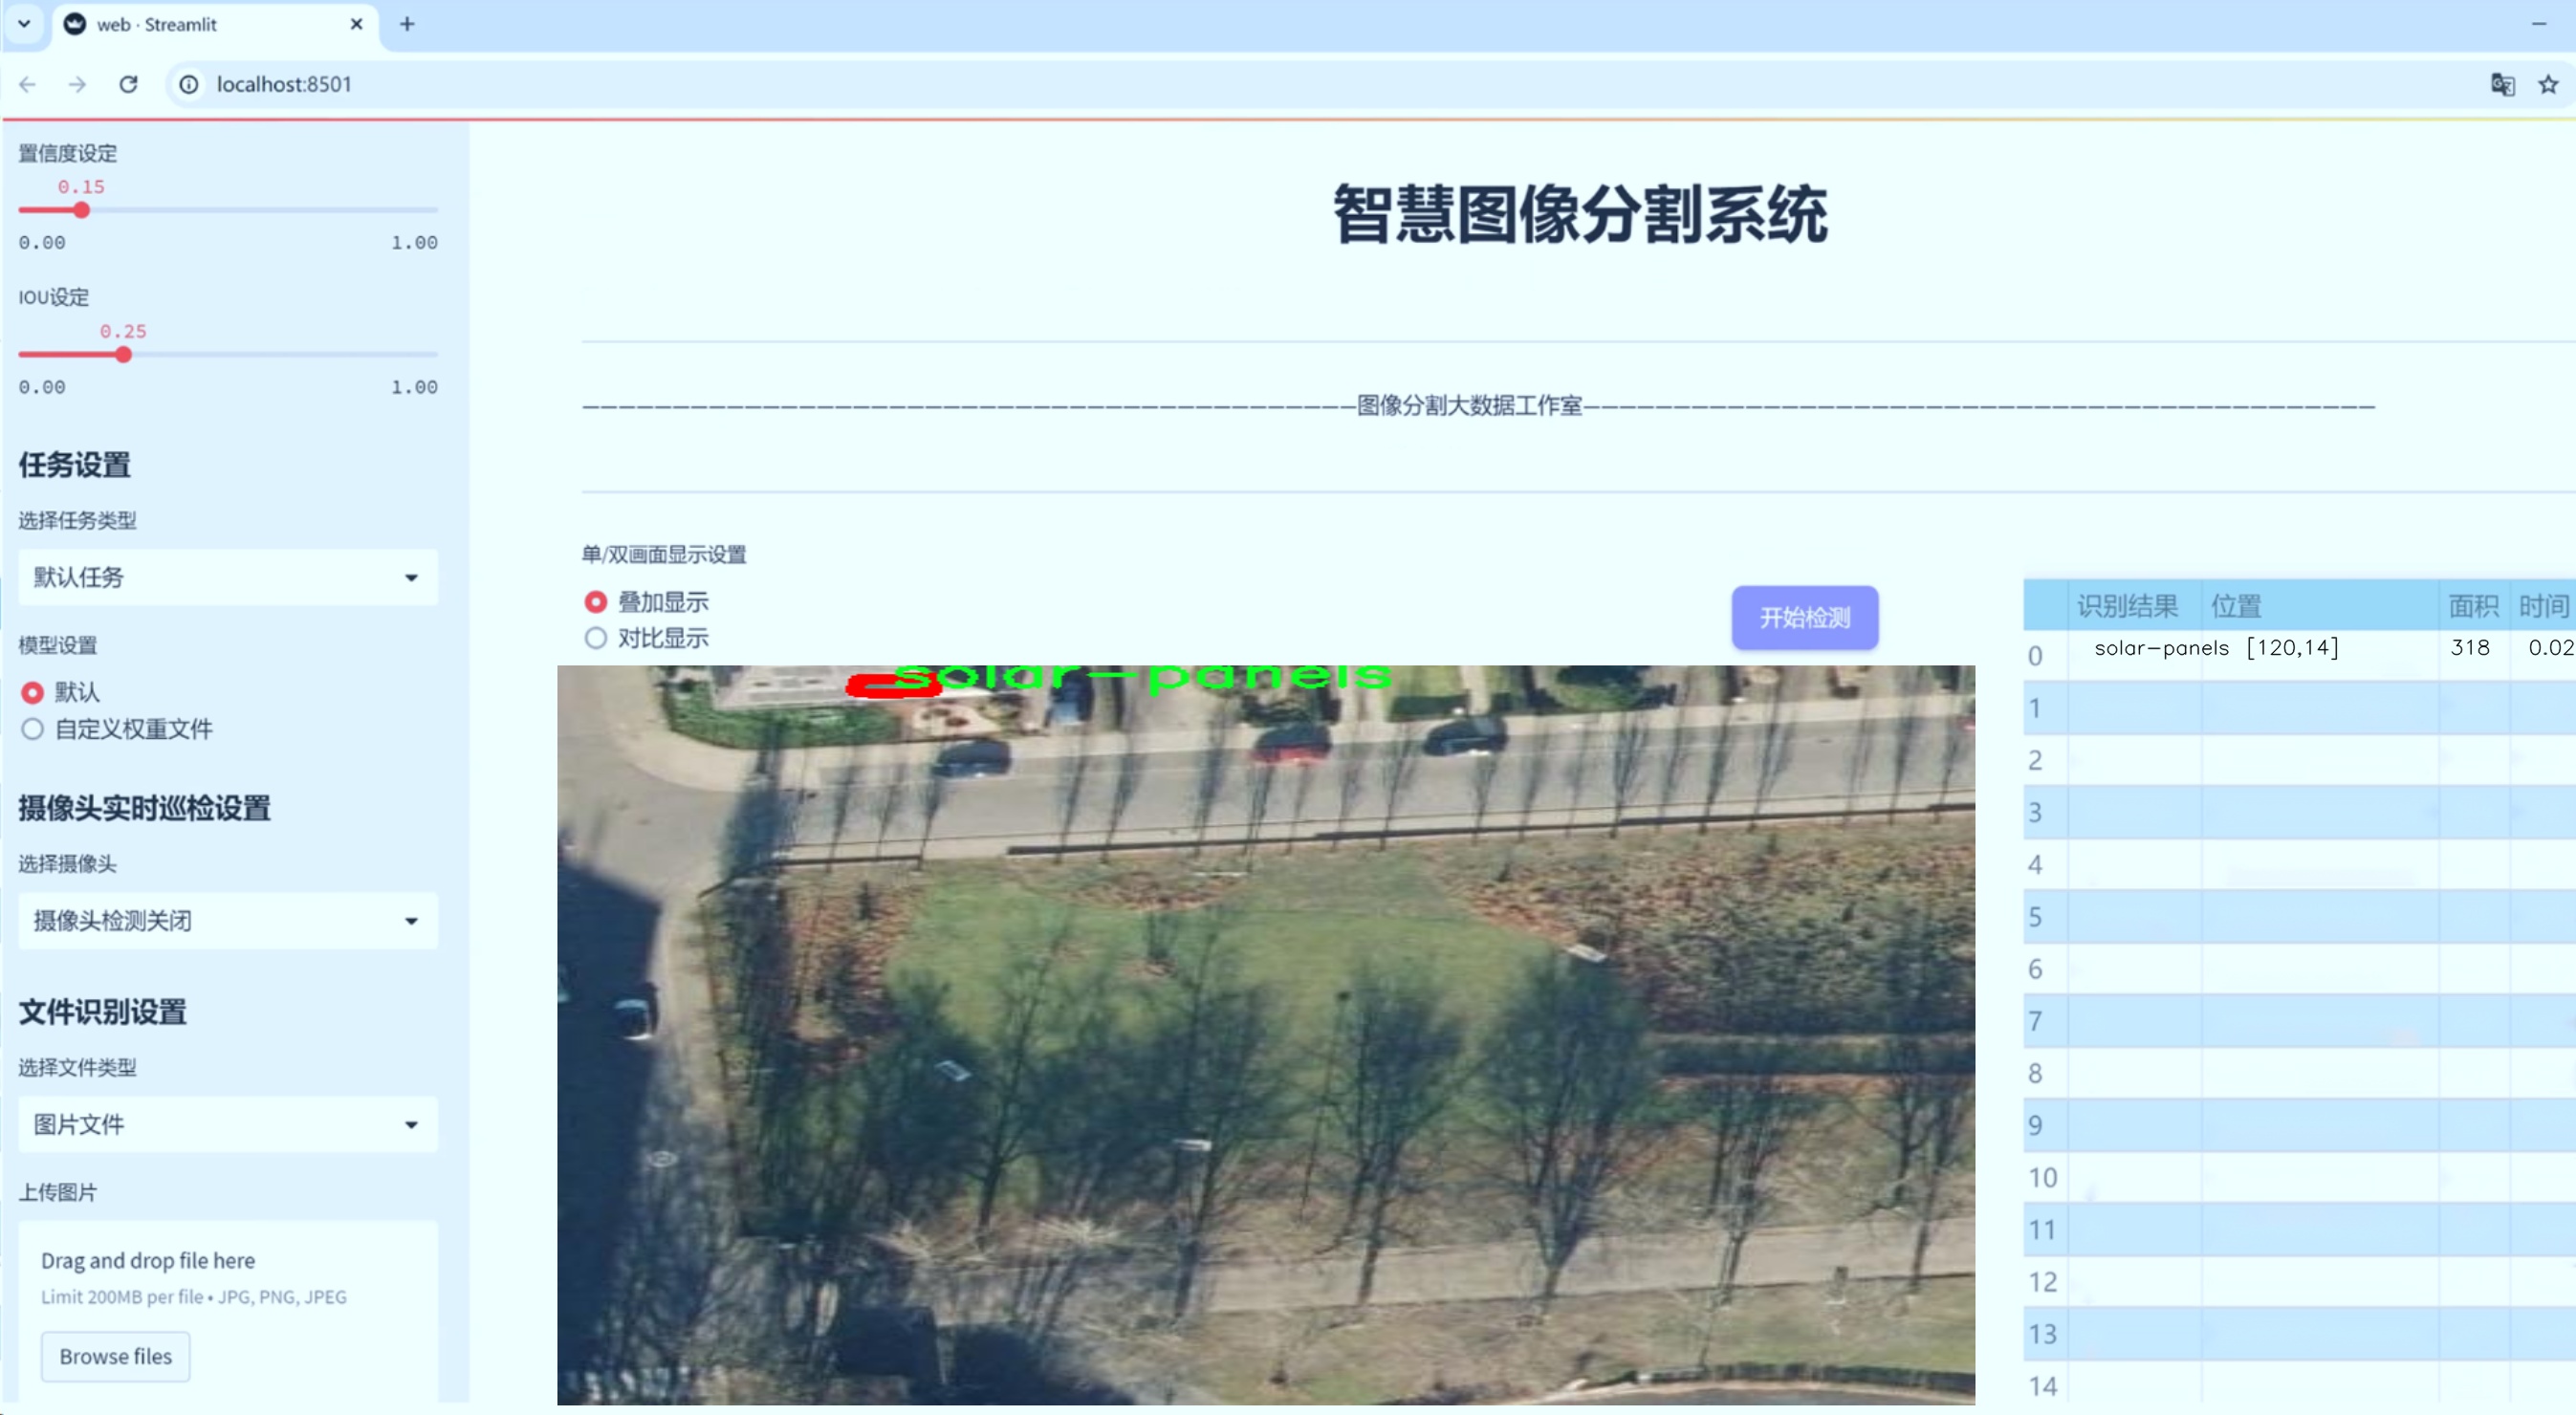 web · Streamlit
localhost:8501
置信度设定
0.15
0.00 1.00
IOU设定
0.25
0.00 1.00
任务设置
选择任务类型
默认任务
模型设置
默认
自定义权重文件
摄像头实时巡检设置
选择摄像头
摄像头检测关闭
文件识别设置
选择文件类型
图片文件
上传图片
Drag and drop file here
Limit 200MB per file • JPG, PNG, JPEG
Browse files
智慧图像分割系统
———————————————————————————————————————————图像分割大数据工作室————————————————————————————————————————————
单/双画面显示设置
叠加显示
对比显示
开始检测
solar-panels
识别结果 位置 面积 时间
0 solar-panels [120,14] 318 0.02
1
2
3
4
5
6
7
8
9
10
11
12
13
14